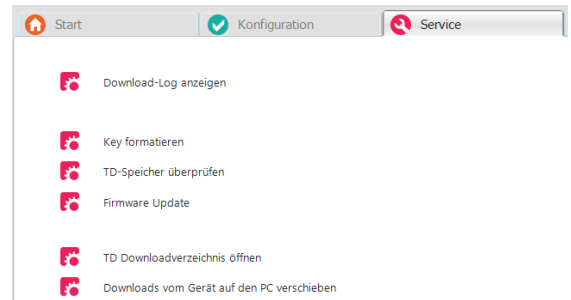 Start Konfiguration Service
Download-Log anzeigen
Key formatieren
TD-Speicher überprüfen
Firmware Update
TD Downloadverzeichnis öffnen
Downloads vom Gerät auf den PC verschieben